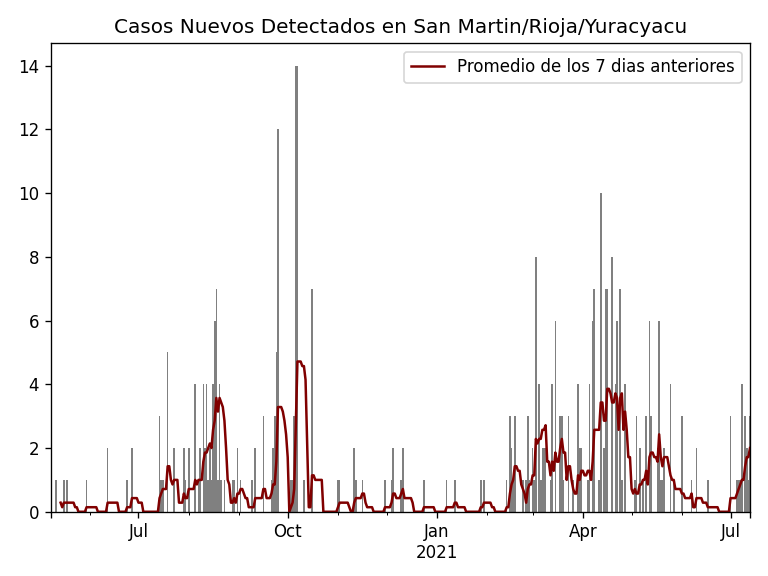 Casos Nuevos Detectados en San Martin/Rioja/Yuracyacu
Promedio de los 7 dias anteriores
14
12
10
8
6
4
2
0
Jul
Oct
Jan
Apr
Jul
2021